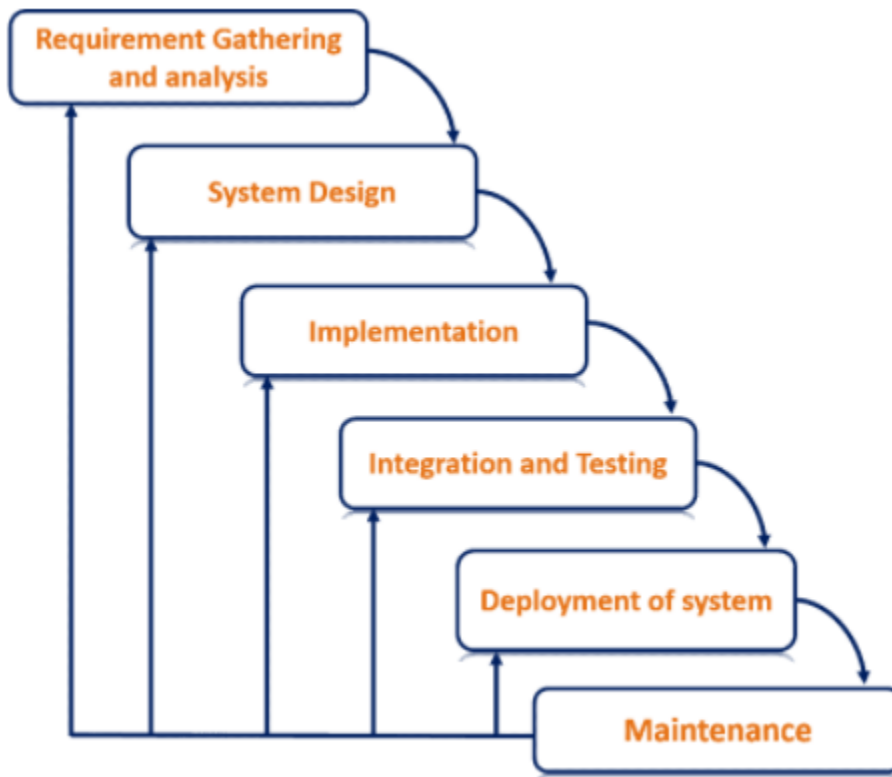 Requirement Gathering
and analysis
System Design
Implementation
Integration and Testing
Deployment of system
Maintenance